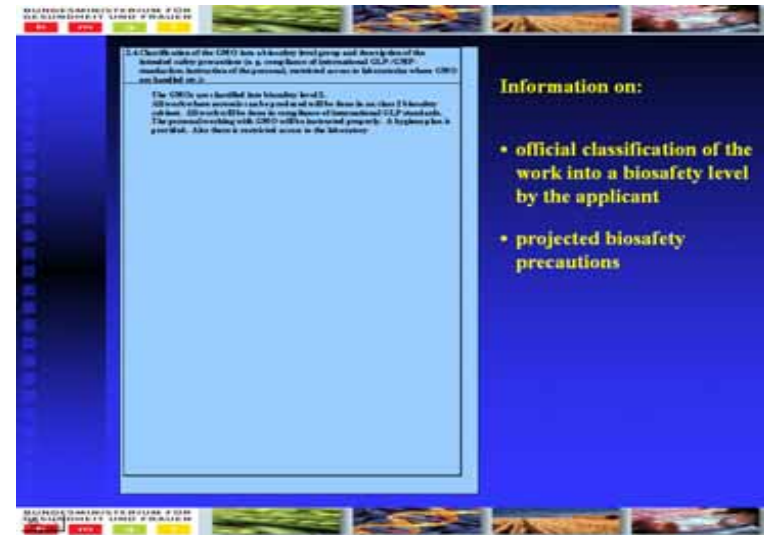 BUNDESMINISTERIUM FÜR
GESUNDHEIT UND FRAUEN
2.4 Classification of the GMO into a biosafety level group and description of the
intended safety precautions (e. g. compliance of international GLP-/GMP-
standarches, instruction of the personal, restricted access to laboratories where GMO
are handled etc.):
The GMOs are classified into biosafety level 2.
All work where aerosols can be produced will be done in an class 2 biosafety
cabinet. All work will be done in compliance of international GLP standards.
The personal working with GMO will be instructed properly. A hygiene plan is
provided. Also there is restricted access to the laboratory
Information on:
• official classification of the
work into a biosafety level
by the applicant
• projected biosafety
precautions
BUNDESMINISTERIUM FÜR
GESUNDHEIT UND FRAUEN